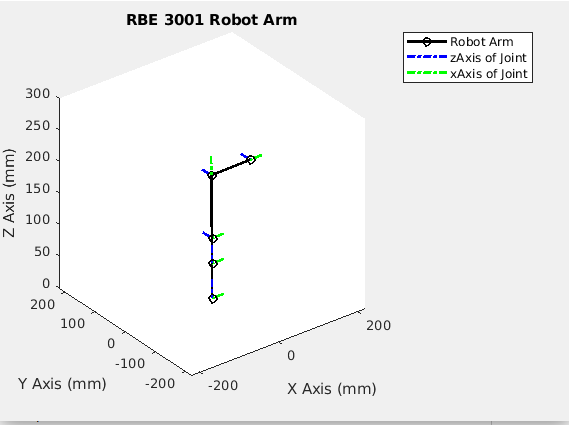 RBE 3001 Robot Arm
Robot Arm
zAxis of Joint
xAxis of Joint
300
250
200
150
100
50
0
Z Axis (mm)
200
100
0
-100
-200
Y Axis (mm)
-200
0
200
X Axis (mm)